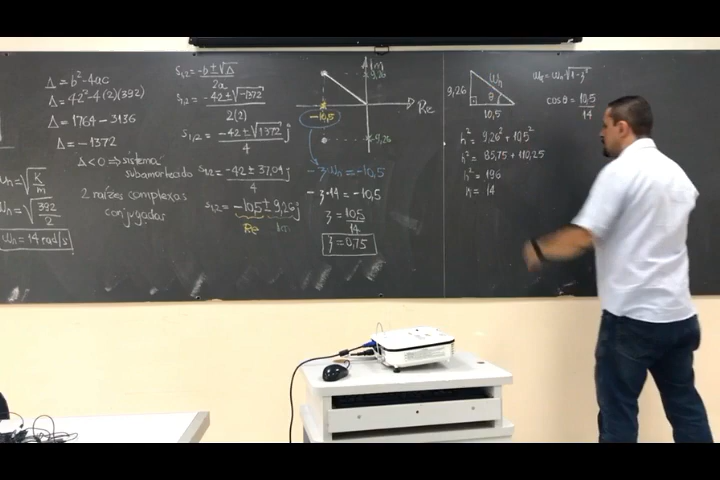 Δ = b² - 4ac
Δ = 42² - 4(2)(392)
Δ = 1764 - 3136
Δ = -1372
Δ < 0 ⇒ sistema
subamortecido
2 raízes complexas
conjugadas
ωn = √(K/m)
ωn = √(392/2)
ωn = 14 rad/s
S1,2 = (-b ± √Δ)/2a
S1,2 = (-42 ± √-1372)/2(2)
S1,2 = (-42 ± √1372 j)/4
S1,2 = (-42 ± 37,04 j)/4
S1,2 = -10,5 ± 9,26 j
Re Im
Im
9,26
Re
-10,5
9,26
-ζ ωn = -10,5
-ζ·14 = -10,5
ζ = 10,5/14
ζ = 0,75
9,26
ωn
θ
10,5
h² = 9,26² + 10,5²
h² = 85,75 + 110,25
h² = 196
h = 14
ωd = ωn·√(1-ζ²)
cos θ = 10,5/14